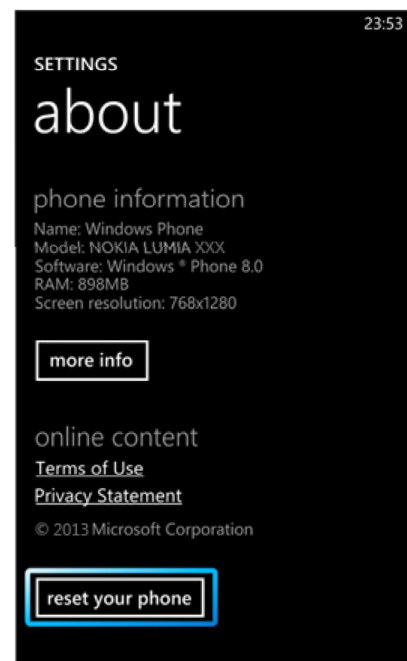 23:53
SETTINGS
about
phone information
Name: Windows Phone
Model: NOKIA LUMIA XXX
Software: Windows ® Phone 8.0
RAM: 898MB
Screen resolution: 768x1280
more info
online content
Terms of Use
Privacy Statement
© 2013 Microsoft Corporation
reset your phone